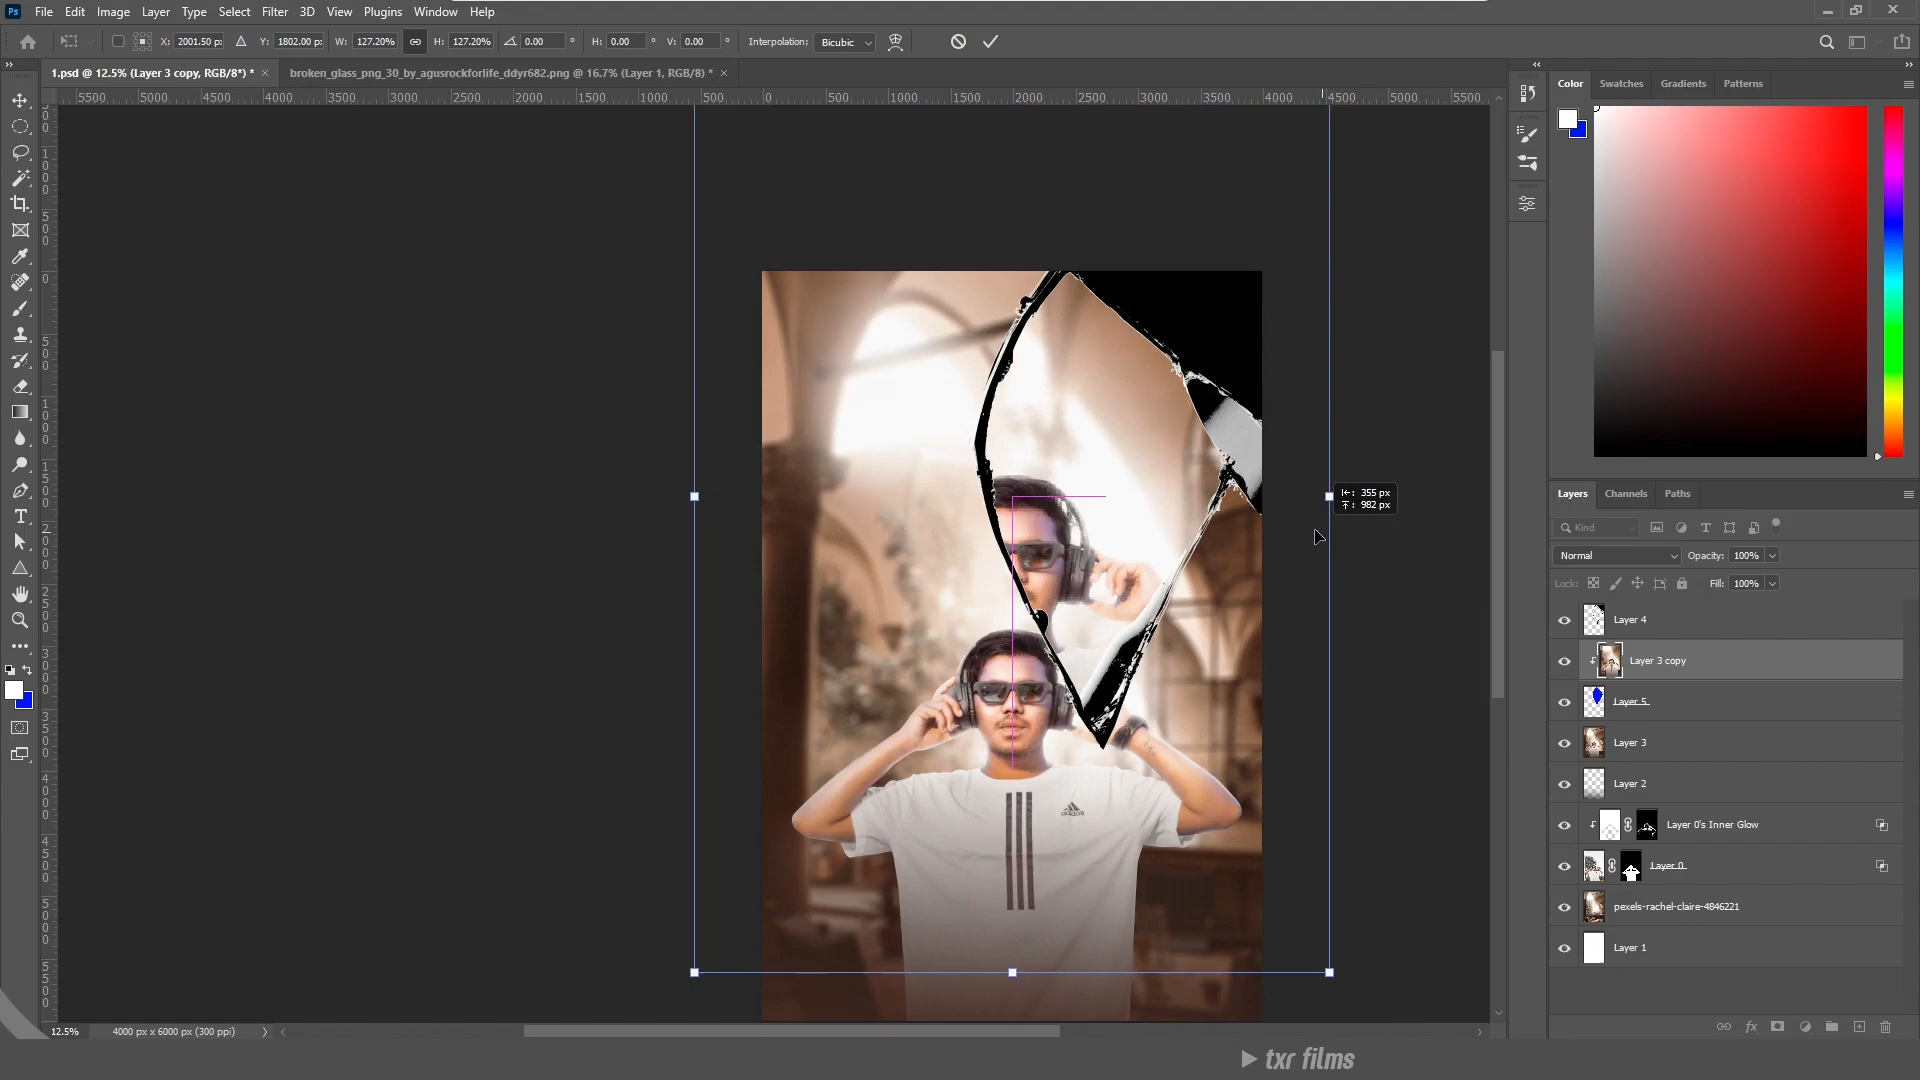 Ps File Edit Image Layer Type Select Filter 3D View Plugins Window Help
X: 2001.50 p: Y: 1802.00 p: W: 127.20% H: 127.20% 0.00 ° H: 0.00 ° V: 0.00 ° Interpolation: Bicubic
1.psd @ 12.5% (Layer 3 copy, RGB/8*) * × broken_glass_png_30_by_agusrockforlife_ddyr682.png @ 16.7% (Layer 1, RGB/8) * ×
5500 5000 4500 4000 3500 3000 2500 2000 1500 1000 500 0 500 1000 1500 2000 2500 3000 3500 4000 4500 5000 5500
Color Swatches Gradients Patterns
355 px
982 px
adidas
Layers Channels Paths
Kind
Normal Opacity: 100%
Lock: Fill: 100%
Layer 4
Layer 3 copy
Layer 5
Layer 3
Layer 2
Layer 0's Inner Glow
Layer 0
pexels-rachel-claire-4846221
Layer 1
fx
12.5% 4000 px x 6000 px (300 ppi)
txr films